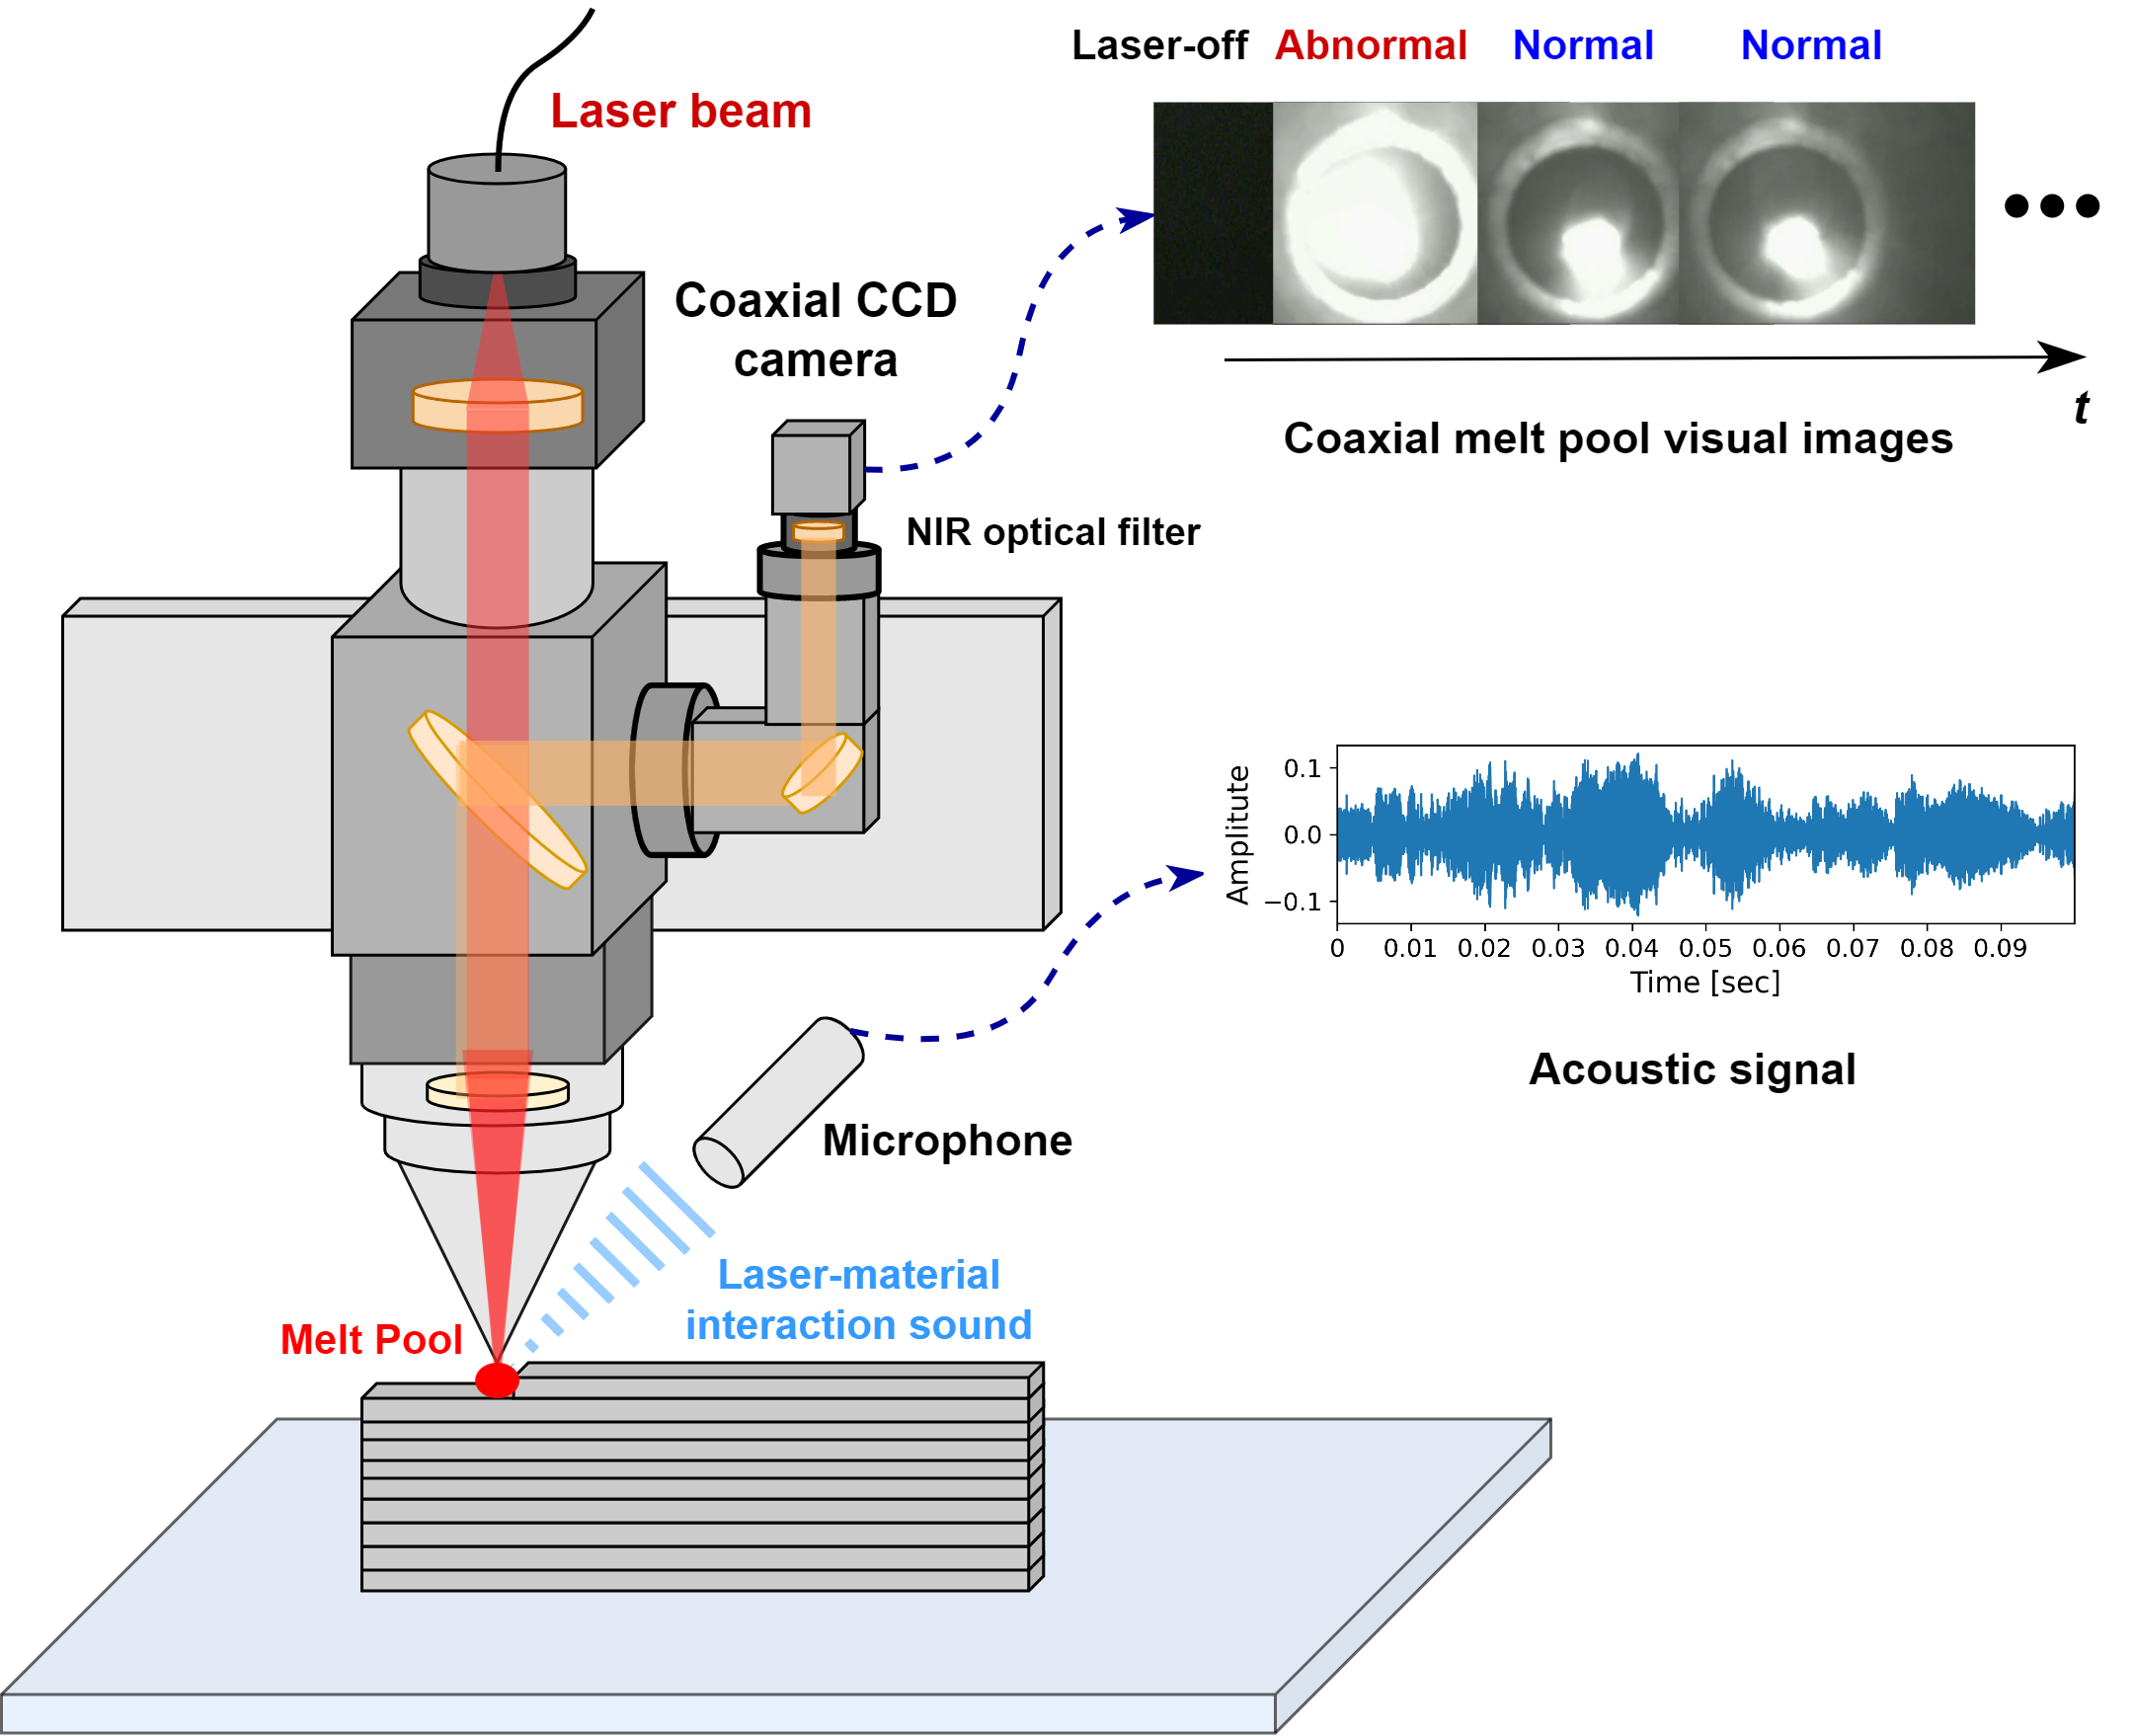 Laser-off Abnormal Normal Normal
Laser beam
Coaxial CCD
camera
t
Coaxial melt pool visual images
NIR optical filter
Amplitute
0.1
0.0
−0.1
0 0.01 0.02 0.03 0.04 0.05 0.06 0.07 0.08 0.09
Time [sec]
Acoustic signal
Microphone
Laser-material
interaction sound
Melt Pool